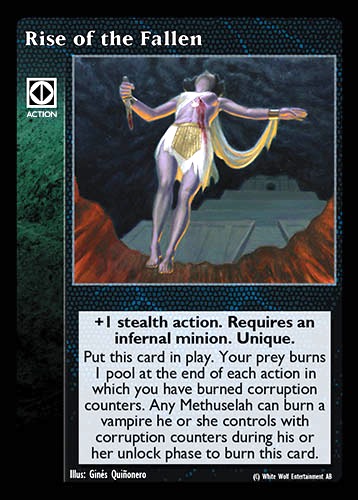 Rise of the Fallen
ACTION
+1 stealth action. Requires an
infernal minion. Unique.
Put this card in play. Your prey burns
1 pool at the end of each action in
which you have burned corruption
counters. Any Methuselah can burn a
vampire he or she controls with
corruption counters during his or
her unlock phase to burn this card.
Illus: Ginés Quiñonero
(C) White Wolf Entertainment AB